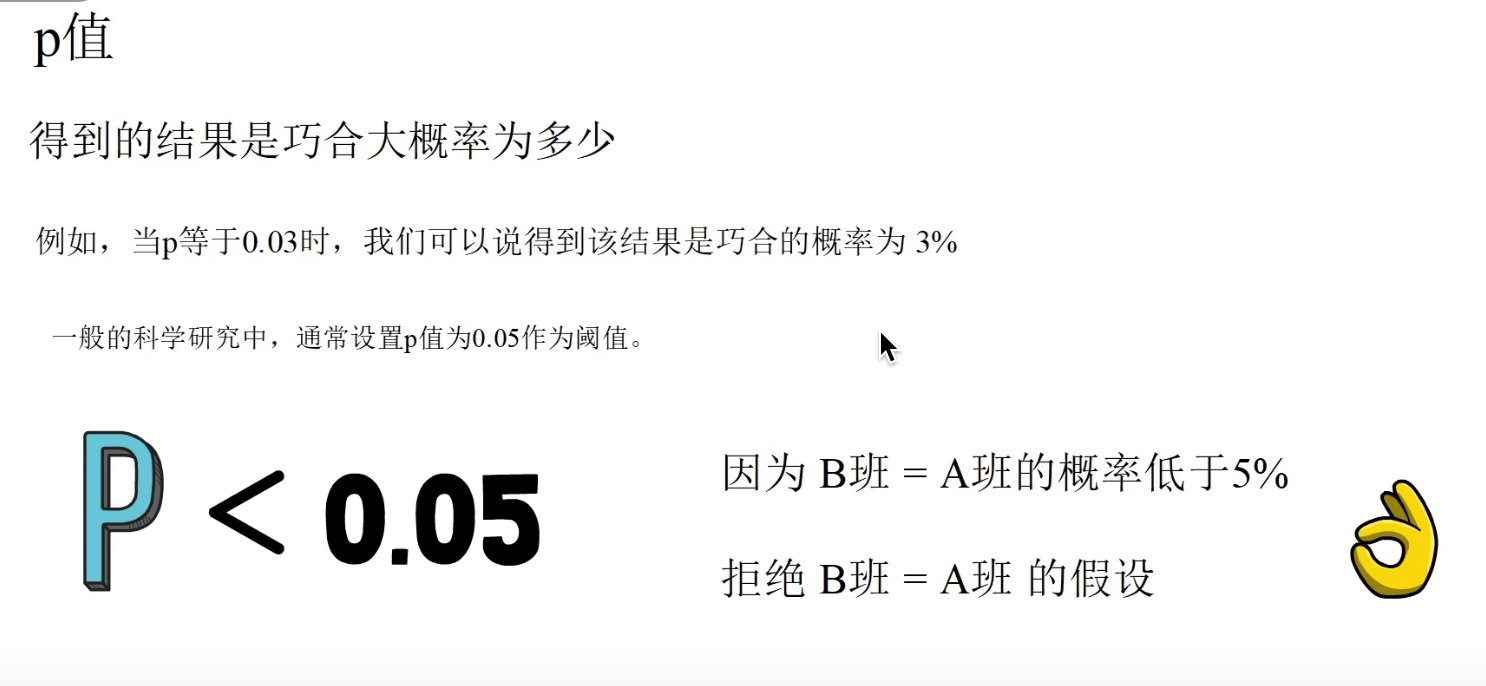 p值
得到的结果是巧合大概率为多少
例如，当p等于0.03时，我们可以说得到该结果是巧合的概率为 3%
一般的科学研究中，通常设置p值为0.05作为阈值。
P < 0.05
因为 B班 = A班的概率低于5%
拒绝 B班 = A班 的假设